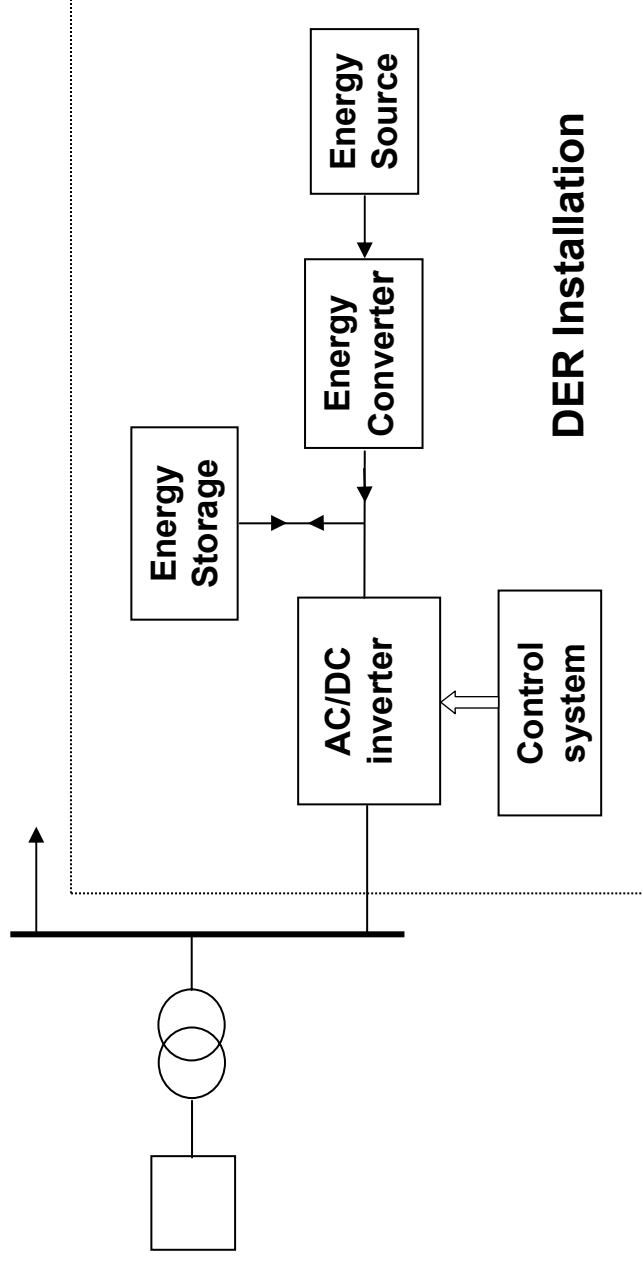 Energy
Storage
AC/DC
inverter
Energy
Converter
Energy
Source
Control
system
DER Installation